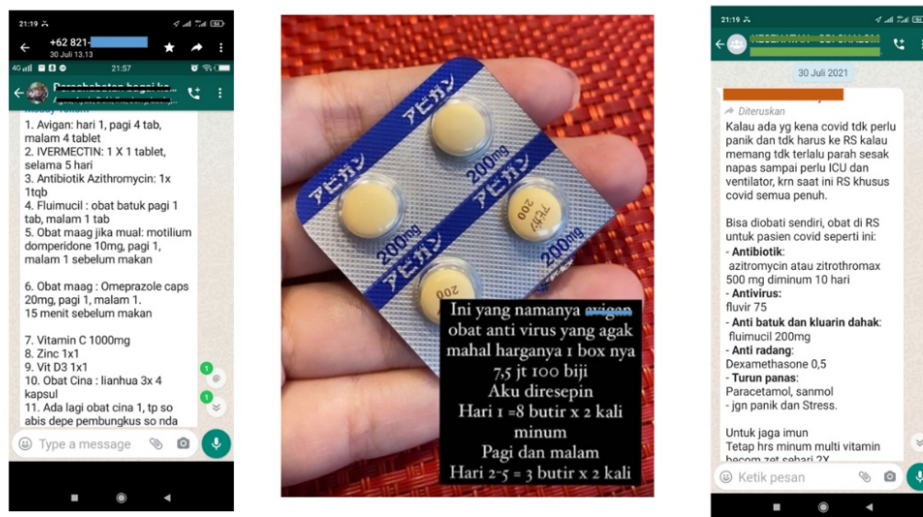 21:19
+62 821-
30 Juli 13.13
4G
21:57
1. Avigan: hari 1, pagi 4 tab,
malam 4 tablet
2. IVERMECTIN: 1 X 1 tablet,
selama 5 hari
3. Antibiotik Azithromycin: 1x
1tqb
4. Fluimucil : obat batuk pagi 1
tab, malam 1 tab
5. Obat maag jika mual: motilium
domperidone 10mg, pagi 1,
malam 1 sebelum makan
6. Obat maag : Omeprazole caps
20mg, pagi 1, malam 1.
15 menit sebelum makan
7. Vitamin C 1000mg
8. Zinc 1x1
9. Vit D3 1x1
10. Obat Cina : lianhua 3x 4
kapsul
11. Ada lagi obat cina 1, tp so
abis depe pembungkus so nda
1
1
Type a message
アビガン
アビガン
200mg
アビガン
200mg
200mg
アビガン
アビガン
200
200
Ini yang namanya avigan
obat anti virus yang agak
mahal harganya 1 box nya
7,5 jt 100 biji
Aku diresepin
Hari 1 =8 butir x 2 kali
minum
Pagi dan malam
Hari 2-5 = 3 butir x 2 kali
21:19
30 Juli 2021
Diteruskan
Kalau ada yg kena covid tdk perlu
panik dan tdk harus ke RS kalau
memang tdk terlalu parah sesak
napas sampai perlu ICU dan
ventilator, krn saat ini RS khusus
covid semua penuh.
Bisa diobati sendiri, obat di RS
untuk pasien covid seperti ini:
- Antibiotik:
azitromycin atau zitrothromax
500 mg diminum 10 hari
- Antivirus:
fluvir 75
- Anti batuk dan kluarin dahak:
fluimucil 200mg
- Anti radang:
Dexamethasone 0,5
- Turun panas:
Paracetamol, sanmol
- jgn panik dan Stress.
Untuk jaga imun
Tetap hrs minum multi vitamin
becom zet sehari 2X
Ketik pesan